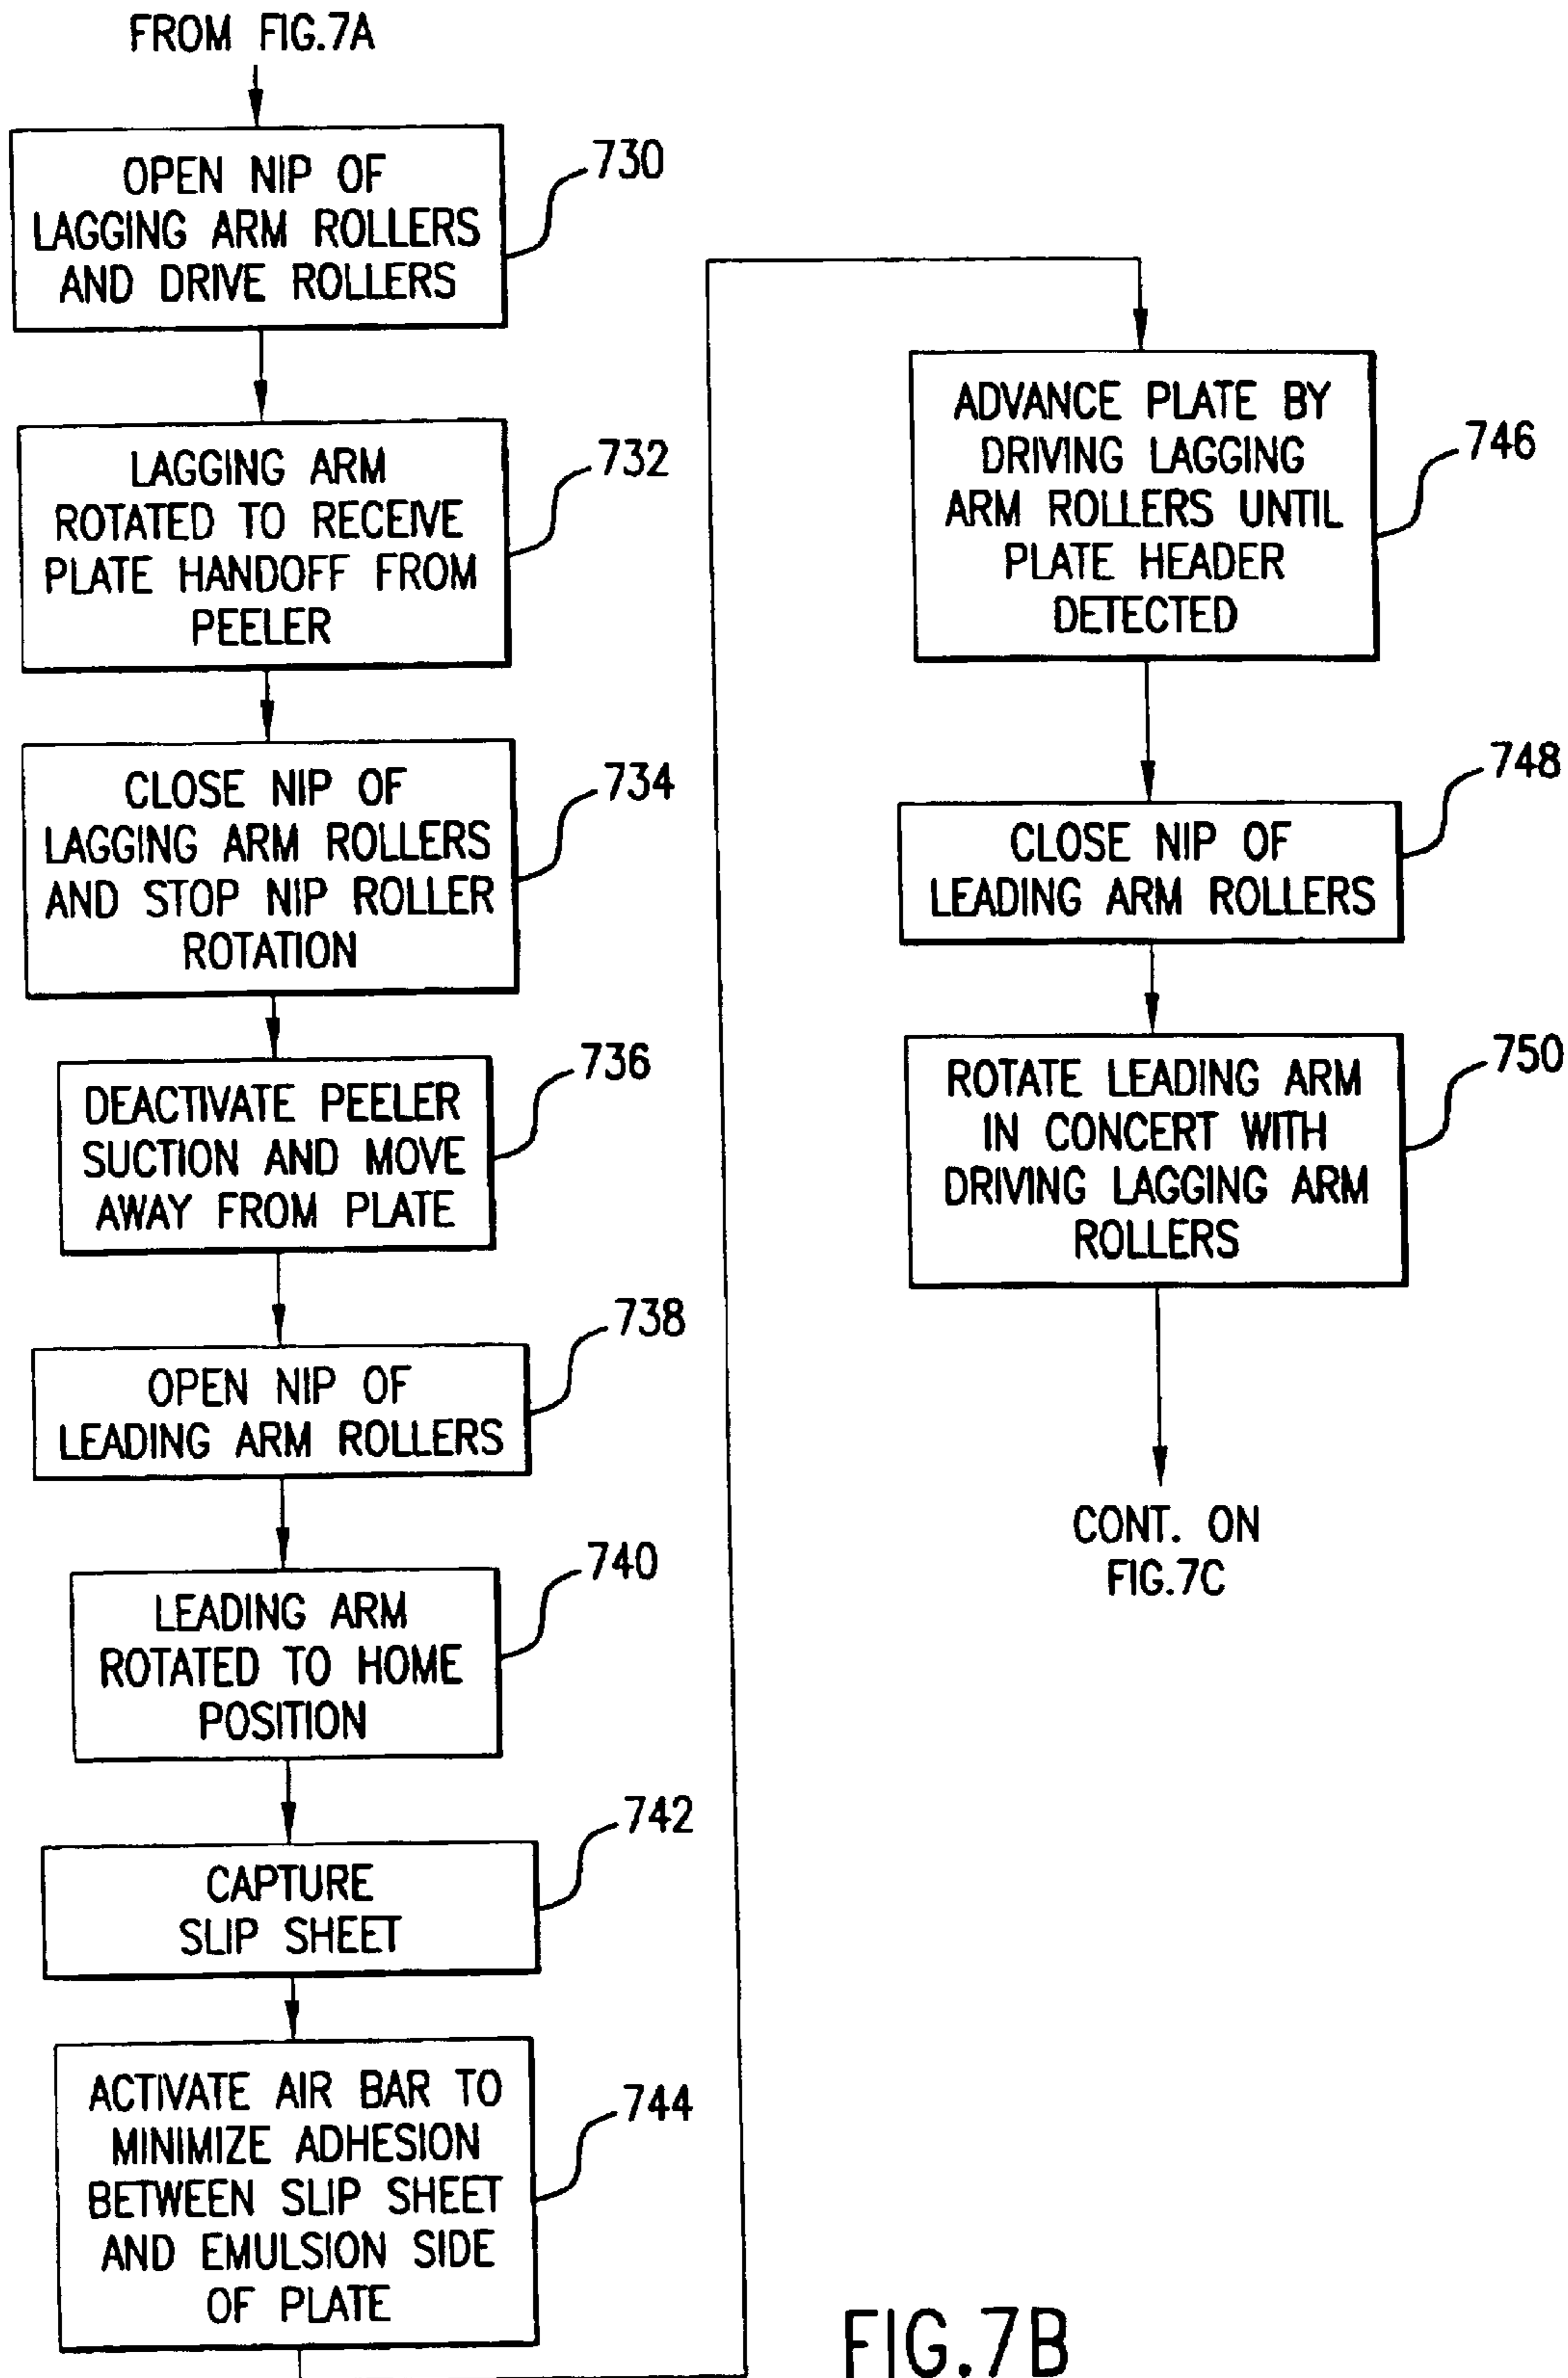 FROM FIG.7A
OPEN NIP OF
LAGGING ARM ROLLERS
AND DRIVE ROLLERS
730
LAGGING ARM
ROTATED TO RECEIVE
PLATE HANDOFF FROM
PEELER
732
CLOSE NIP OF
LAGGING ARM ROLLERS
AND STOP NIP ROLLER
ROTATION
734
DEACTIVATE PEELER
SUCTION AND MOVE
AWAY FROM PLATE
736
OPEN NIP OF
LEADING ARM ROLLERS
738
LEADING ARM
ROTATED TO HOME
POSITION
740
CAPTURE
SLIP SHEET
742
ACTIVATE AIR BAR TO
MINIMIZE ADHESION
BETWEEN SLIP SHEET
AND EMULSION SIDE
OF PLATE
744
ADVANCE PLATE BY
DRIVING LAGGING
ARM ROLLERS UNTIL
PLATE HEADER
DETECTED
746
CLOSE NIP OF
LEADING ARM ROLLERS
748
ROTATE LEADING ARM
IN CONCERT WITH
DRIVING LAGGING ARM
ROLLERS
750
CONT. ON
FIG.7C
FIG.7B